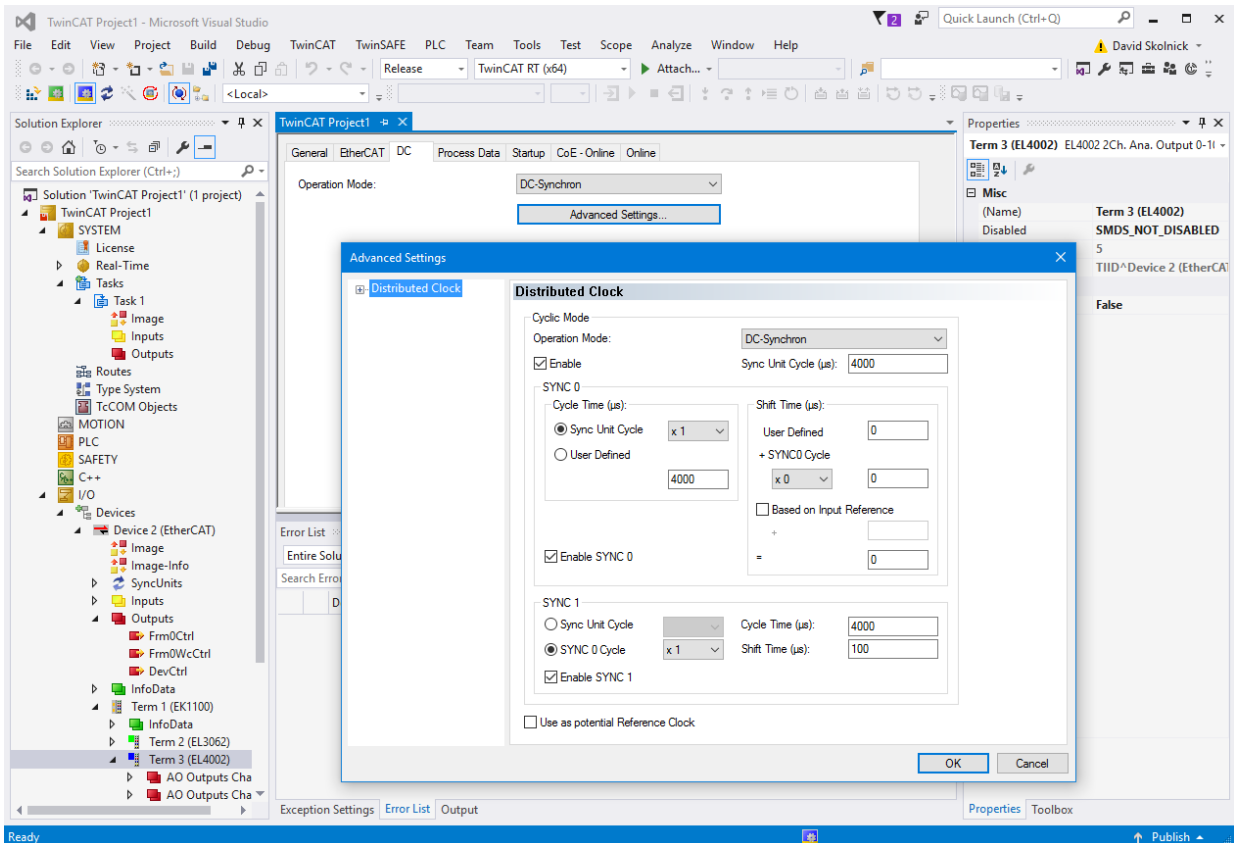 TwinCAT Project1 - Microsoft Visual Studio
2
Quick Launch (Ctrl+Q)
File Edit View Project Build Debug TwinCAT TwinSAFE PLC Team Tools Test Scope Analyze Window Help
David Skolnick
Release TwinCAT RT (x64) Attach...
<Local>
Solution Explorer
Search Solution Explorer (Ctrl+;)
Solution 'TwinCAT Project1' (1 project)
TwinCAT Project1
SYSTEM
License
Real-Time
Tasks
Task 1
Image
Inputs
Outputs
Routes
Type System
TcCOM Objects
MOTION
PLC
SAFETY
C++
I/O
Devices
Device 2 (EtherCAT)
Image
Image-Info
SyncUnits
Inputs
Outputs
Frm0Ctrl
Frm0WcCtrl
DevCtrl
InfoData
Term 1 (EK1100)
InfoData
Term 2 (EL3062)
Term 3 (EL4002)
AO Outputs Cha
AO Outputs Cha
TwinCAT Project1
General EtherCAT DC Process Data Startup CoE - Online Online
Operation Mode: DC-Synchron
Advanced Settings...
Error List
Entire Solu
Search Erro
D
Exception Settings Error List Output
Advanced Settings
Distributed Clock
Distributed Clock
Cyclic Mode
Operation Mode: DC-Synchron
Enable Sync Unit Cycle (µs): 4000
SYNC 0
Cycle Time (µs):
Sync Unit Cycle x 1
User Defined
4000
Enable SYNC 0
Shift Time (µs):
User Defined 0
+ SYNC0 Cycle
x 0 0
Based on Input Reference
+
= 0
SYNC 1
Sync Unit Cycle Cycle Time (µs): 4000
SYNC 0 Cycle x 1 Shift Time (µs): 100
Enable SYNC 1
Use as potential Reference Clock
OK Cancel
Properties
Term 3 (EL4002) EL4002 2Ch. Ana. Output 0-1
Misc
(Name) Term 3 (EL4002)
Disabled SMDS_NOT_DISABLED
5
TIID^Device 2 (EtherCA
False
Properties Toolbox
Ready
Publish